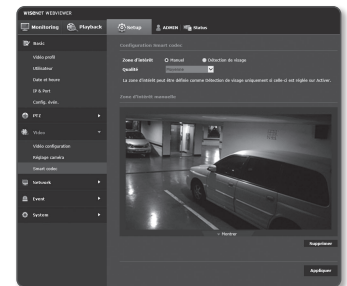 WISENET WEBVIEWER
Monitoring
Playback
Setup
ADMIN
Status
Basic
Vidéo profil
Utilisateur
Date et heure
IP & Port
Config. évén.
PTZ
Video
Vidéo configuration
Réglage caméra
Smart codec
Network
Event
System
Configuration Smart codec
Zone d'intérêt
Manuel
Détection de visage
Qualité
La zone d'intérêt peut être définie comme Détection de visage uniquement si celle-ci est réglée sur Activer.
Zone d'intérêt manuelle
Montrer
Supprimer
Appliquer